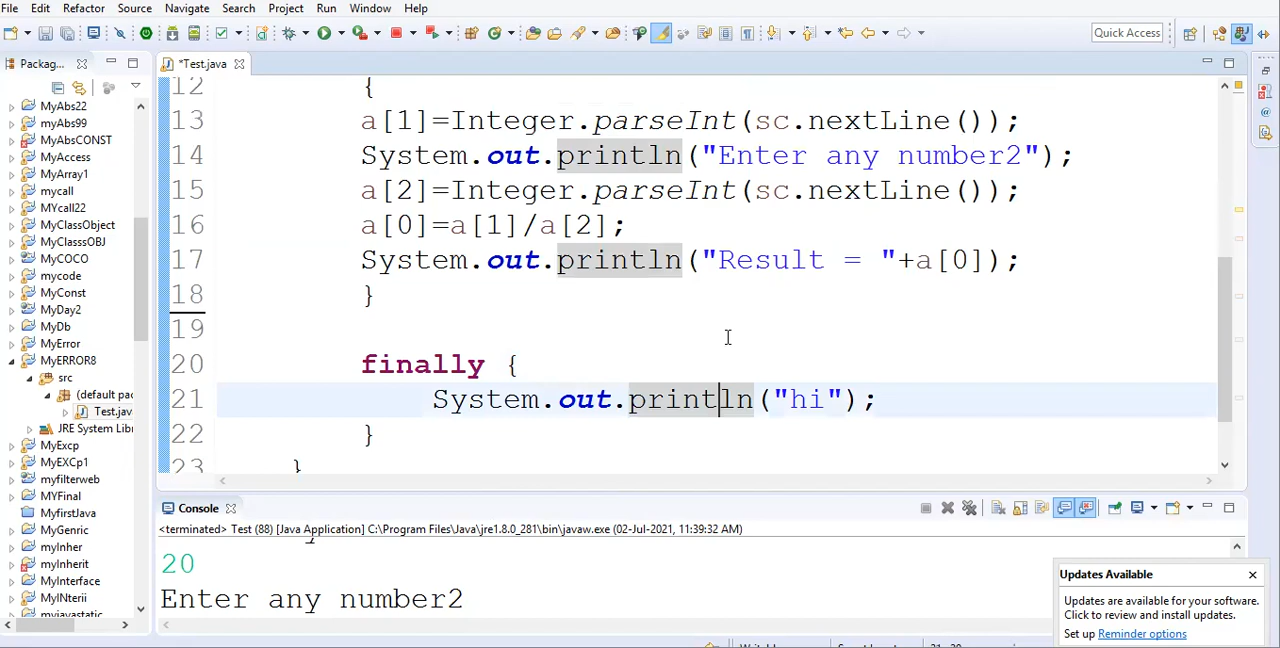 File Edit Refactor Source Navigate Search Project Run Window Help
Quick Access
Packag...
*Test.java
MyAbs22
myAbs99
MyAbsCONST
MyAccess
MyArray1
mycall
MYcall22
MyClassObject
MyClasssOBJ
MyCOCO
mycode
MyConst
MyDay2
MyDb
MyError
MyERROR8
src
(default pac
Test.jav
JRE System Libr
MyExcp
MyEXCp1
myfilterweb
MYFinal
MyfirstJava
MyGenric
myInher
myInherit
MyInterface
MyINterii
myjavastatic
12 {
13 a[1]=Integer.parseInt(sc.nextLine());
14 System.out.println("Enter any number2");
15 a[2]=Integer.parseInt(sc.nextLine());
16 a[0]=a[1]/a[2];
17 System.out.println("Result = "+a[0]);
18 }
19
20 finally {
21 System.out.println("hi");
22 }
23 }
Console
<terminated> Test (88) [Java Application] C:\Program Files\Java\jre1.8.0_281\bin\javaw.exe (02-Jul-2021, 11:39:32 AM)
20
Enter any number2
Updates Available
Updates are available for your software.
Click to review and install updates.
Set up Reminder options